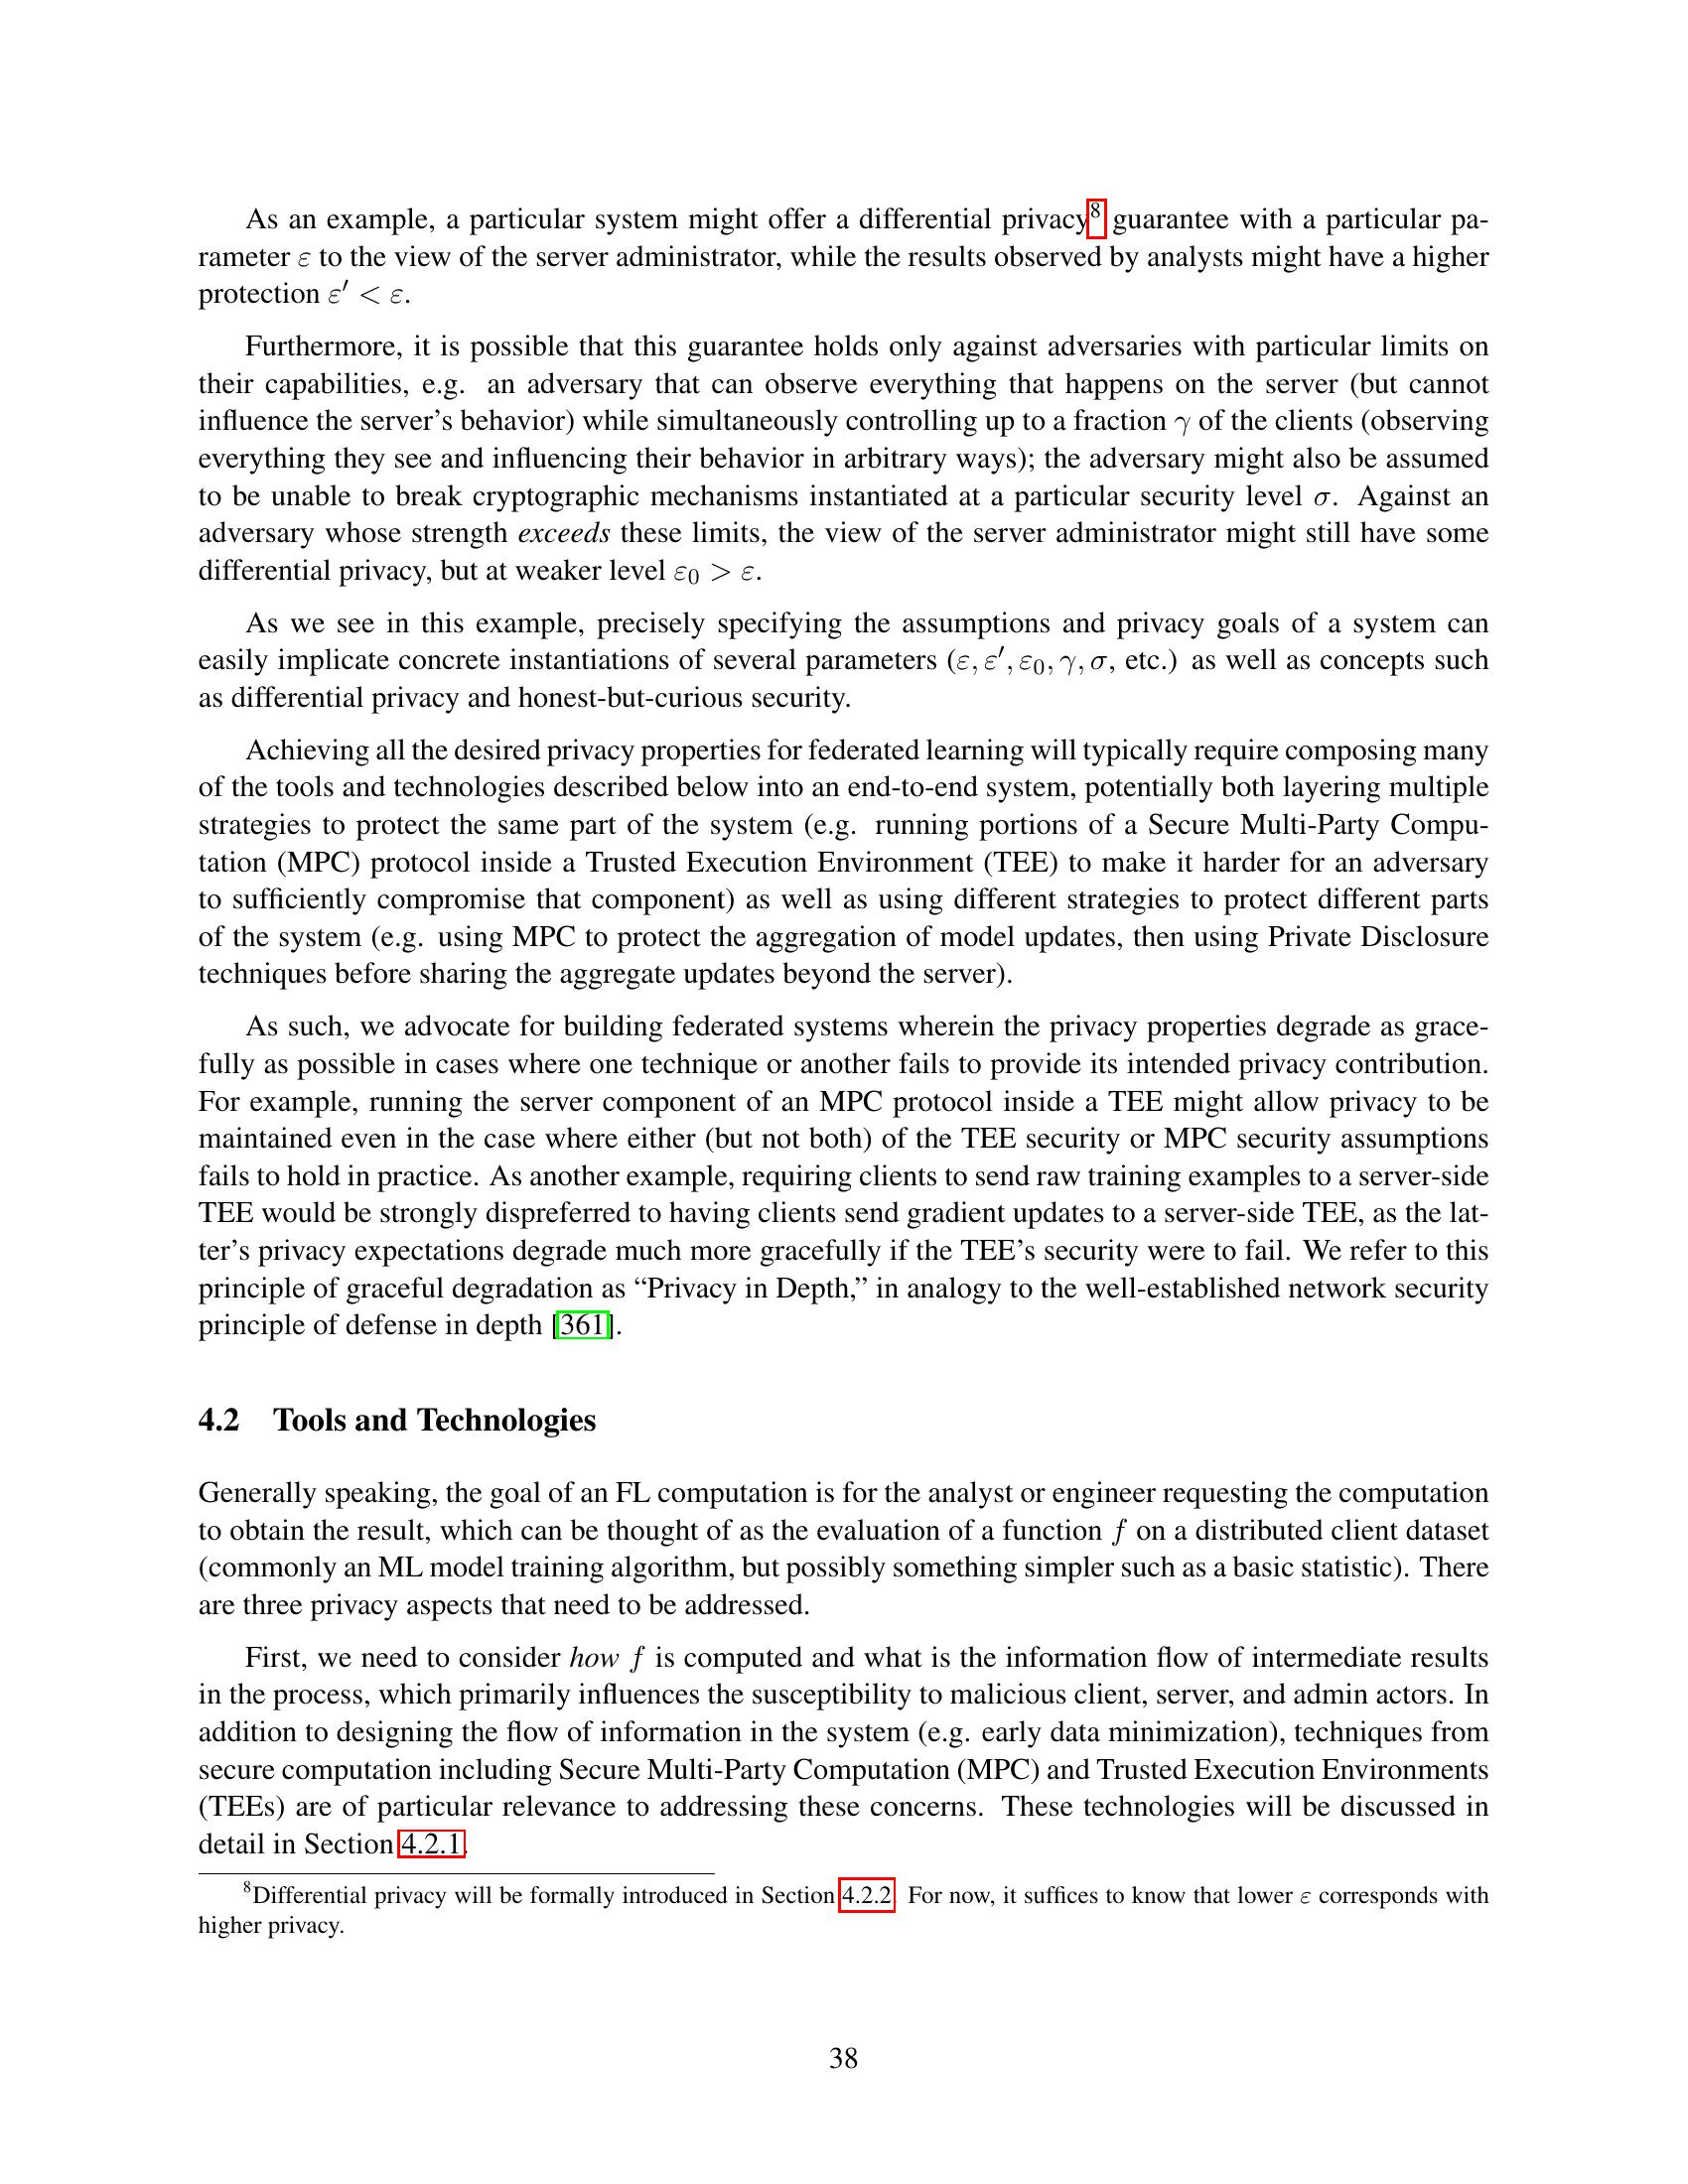 As an example, a particular system might offer a differential privacy⁸ guarantee with a particular pa-
rameter ε to the view of the server administrator, while the results observed by analysts might have a higher
protection ε′ < ε.
Furthermore, it is possible that this guarantee holds only against adversaries with particular limits on
their capabilities, e.g. an adversary that can observe everything that happens on the server (but cannot
influence the server's behavior) while simultaneously controlling up to a fraction γ of the clients (observing
everything they see and influencing their behavior in arbitrary ways); the adversary might also be assumed
to be unable to break cryptographic mechanisms instantiated at a particular security level σ. Against an
adversary whose strength exceeds these limits, the view of the server administrator might still have some
differential privacy, but at weaker level ε₀ > ε.
As we see in this example, precisely specifying the assumptions and privacy goals of a system can
easily implicate concrete instantiations of several parameters (ε, ε′, ε₀, γ, σ, etc.) as well as concepts such
as differential privacy and honest-but-curious security.
Achieving all the desired privacy properties for federated learning will typically require composing many
of the tools and technologies described below into an end-to-end system, potentially both layering multiple
strategies to protect the same part of the system (e.g. running portions of a Secure Multi-Party Compu-
tation (MPC) protocol inside a Trusted Execution Environment (TEE) to make it harder for an adversary
to sufficiently compromise that component) as well as using different strategies to protect different parts
of the system (e.g. using MPC to protect the aggregation of model updates, then using Private Disclosure
techniques before sharing the aggregate updates beyond the server).
As such, we advocate for building federated systems wherein the privacy properties degrade as grace-
fully as possible in cases where one technique or another fails to provide its intended privacy contribution.
For example, running the server component of an MPC protocol inside a TEE might allow privacy to be
maintained even in the case where either (but not both) of the TEE security or MPC security assumptions
fails to hold in practice. As another example, requiring clients to send raw training examples to a server-side
TEE would be strongly dispreferred to having clients send gradient updates to a server-side TEE, as the lat-
ter's privacy expectations degrade much more gracefully if the TEE's security were to fail. We refer to this
principle of graceful degradation as “Privacy in Depth,” in analogy to the well-established network security
principle of defense in depth [361].
4.2 Tools and Technologies
Generally speaking, the goal of an FL computation is for the analyst or engineer requesting the computation
to obtain the result, which can be thought of as the evaluation of a function f on a distributed client dataset
(commonly an ML model training algorithm, but possibly something simpler such as a basic statistic). There
are three privacy aspects that need to be addressed.
First, we need to consider how f is computed and what is the information flow of intermediate results
in the process, which primarily influences the susceptibility to malicious client, server, and admin actors. In
addition to designing the flow of information in the system (e.g. early data minimization), techniques from
secure computation including Secure Multi-Party Computation (MPC) and Trusted Execution Environments
(TEEs) are of particular relevance to addressing these concerns. These technologies will be discussed in
detail in Section 4.2.1.
⁸Differential privacy will be formally introduced in Section 4.2.2. For now, it suffices to know that lower ε corresponds with
higher privacy.
38